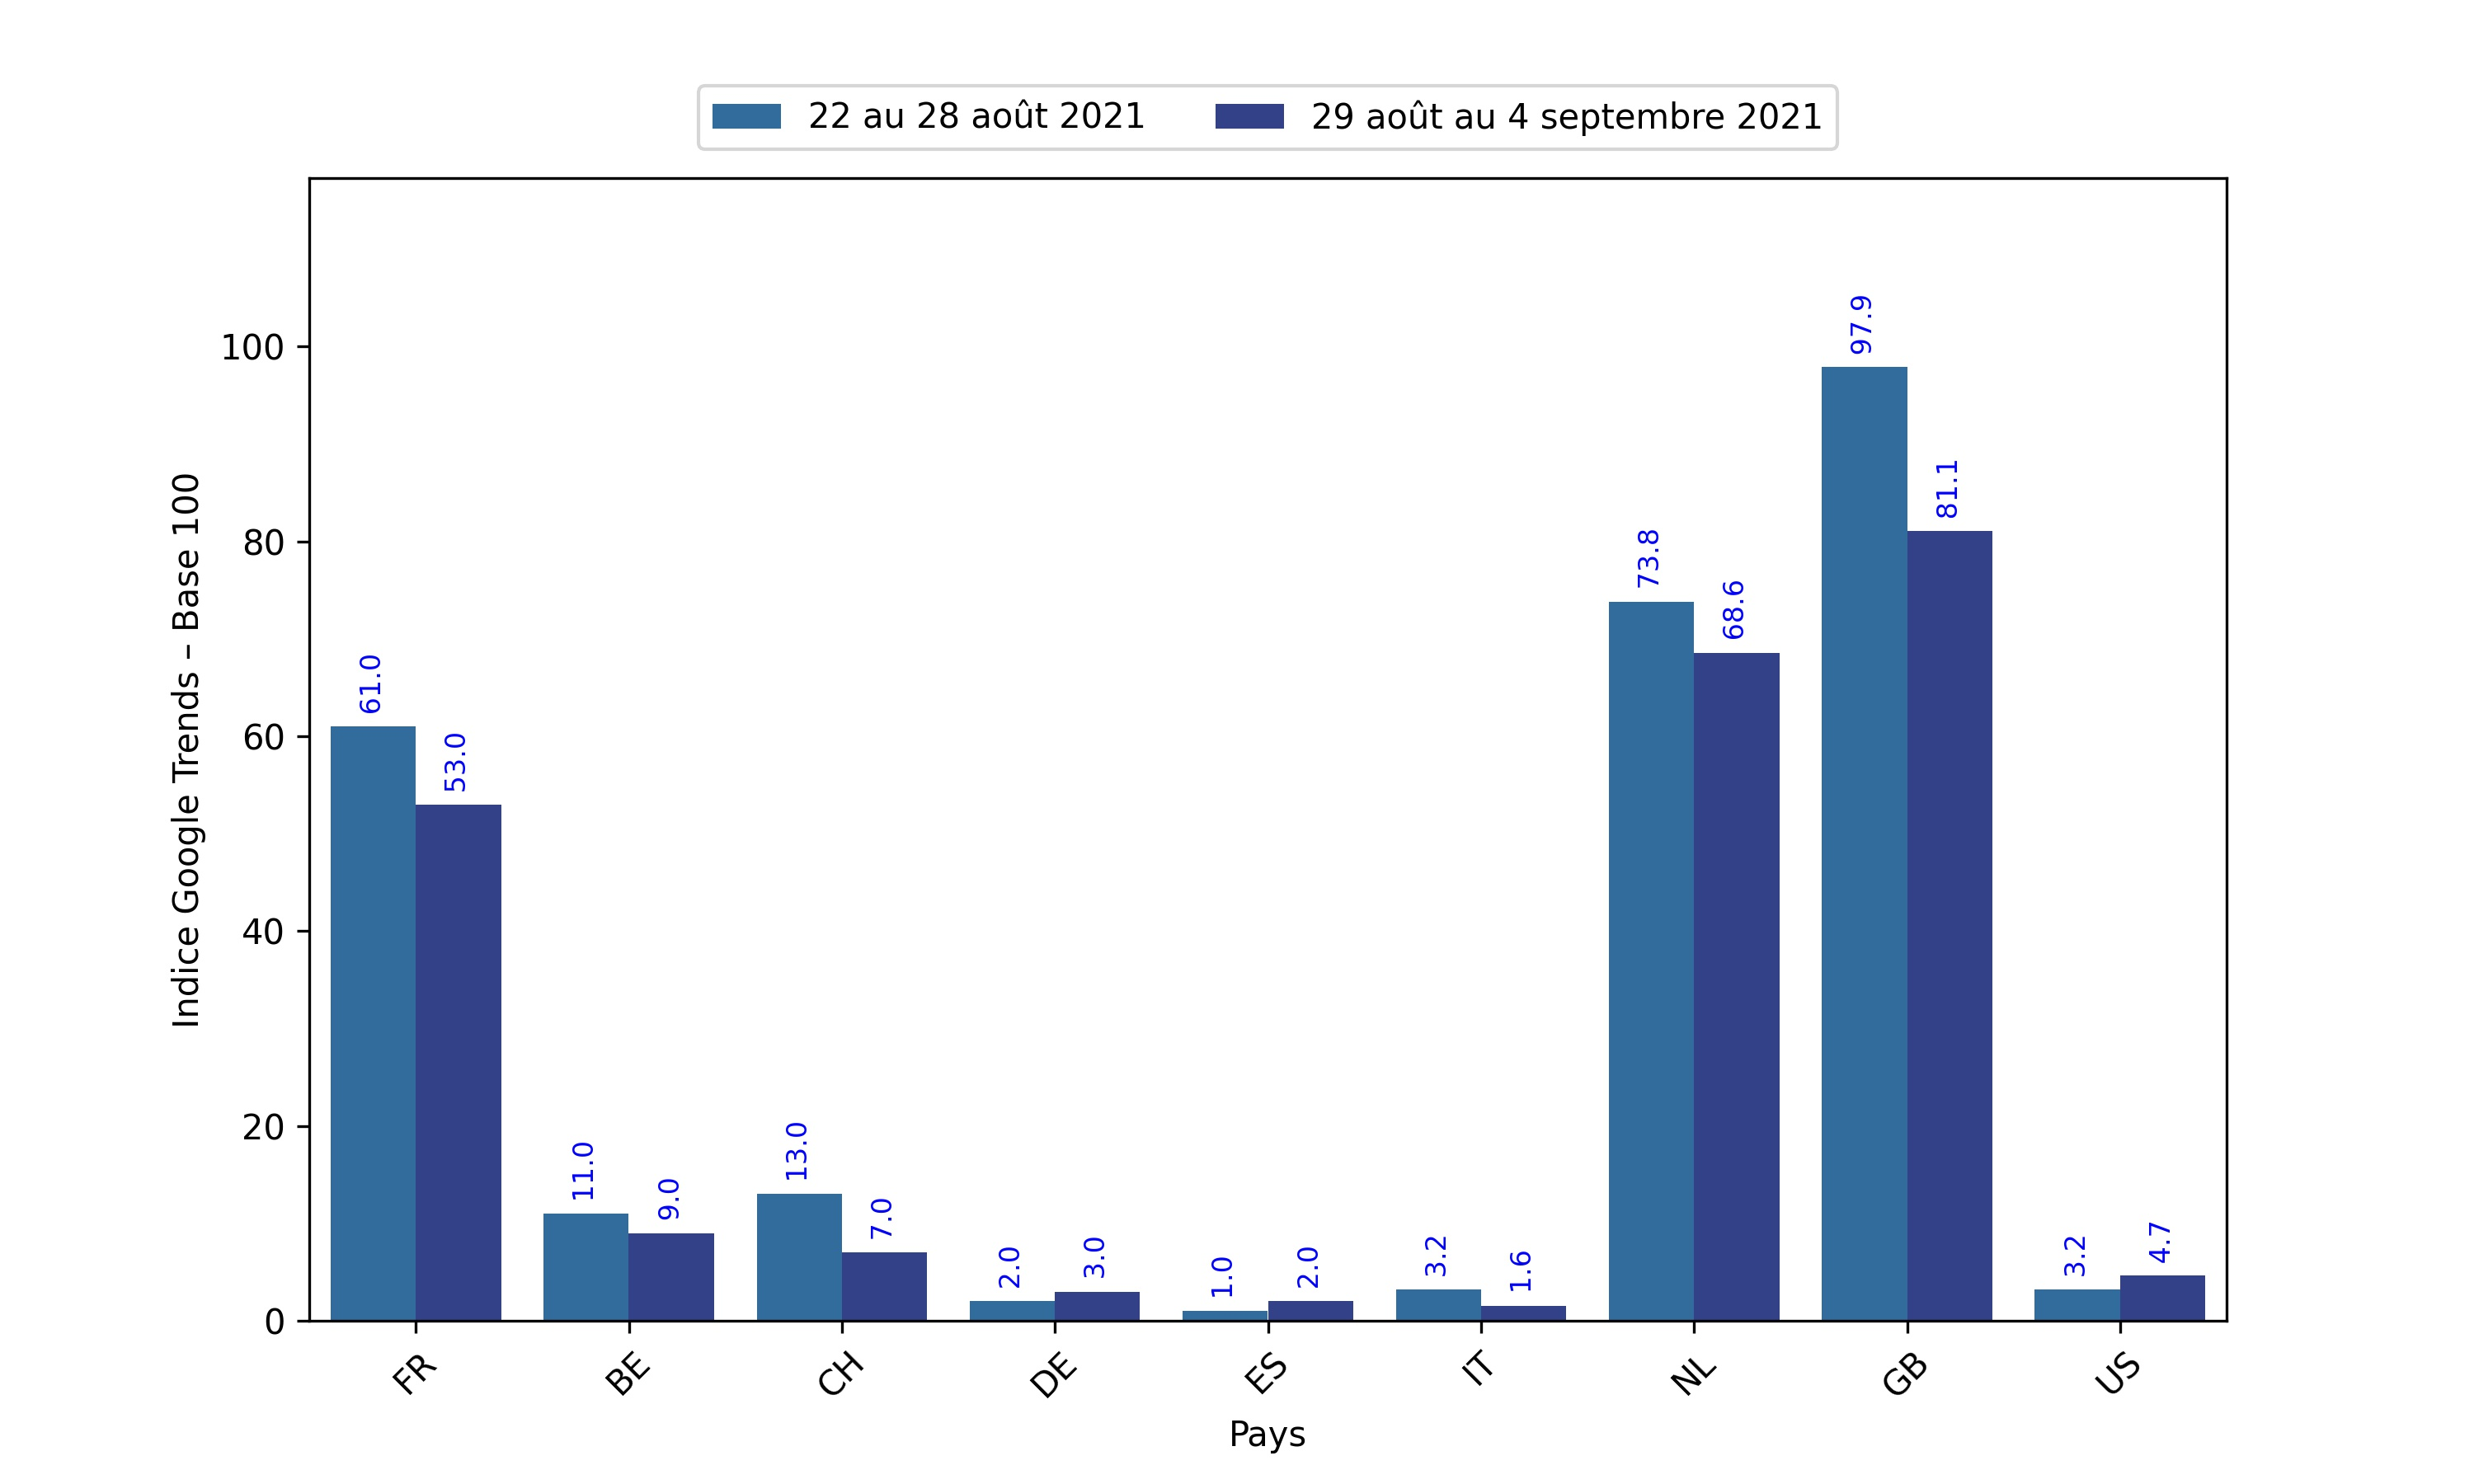 22 au 28 août 2021
29 août au 4 septembre 2021
Indice Google Trends – Base 100
100
80
60
40
20
0
61.0
53.0
11.0
9.0
13.0
7.0
2.0
3.0
1.0
2.0
3.2
1.6
73.8
68.6
97.9
81.1
3.2
4.7
FR
BE
CH
DE
ES
IT
NL
GB
US
Pays